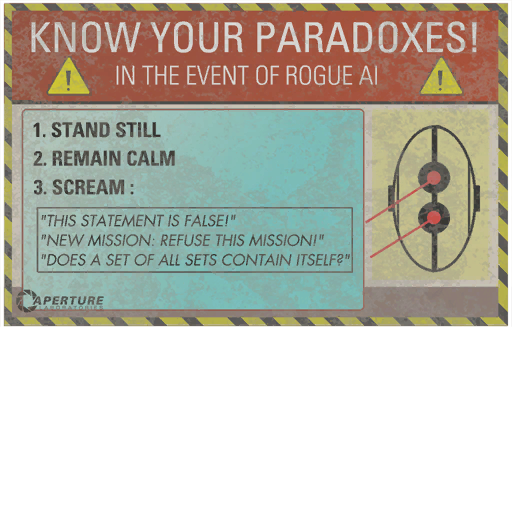 KNOW YOUR PARADOXES!
IN THE EVENT OF ROGUE AI
1. STAND STILL
2. REMAIN CALM
3. SCREAM :
"THIS STATEMENT IS FALSE!"
"NEW MISSION: REFUSE THIS MISSION!"
"DOES A SET OF ALL SETS CONTAIN ITSELF?"
APERTURE
LABORATORIES